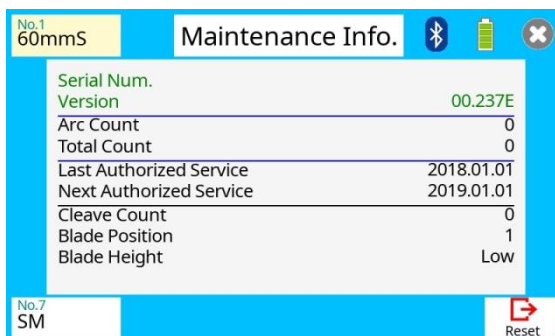 No.1
60mmS
Maintenance Info.
Serial Num.
Version 00.237E
Arc Count 0
Total Count 0
Last Authorized Service 2018.01.01
Next Authorized Service 2019.01.01
Cleave Count 0
Blade Position 1
Blade Height Low
No.7
SM
Reset